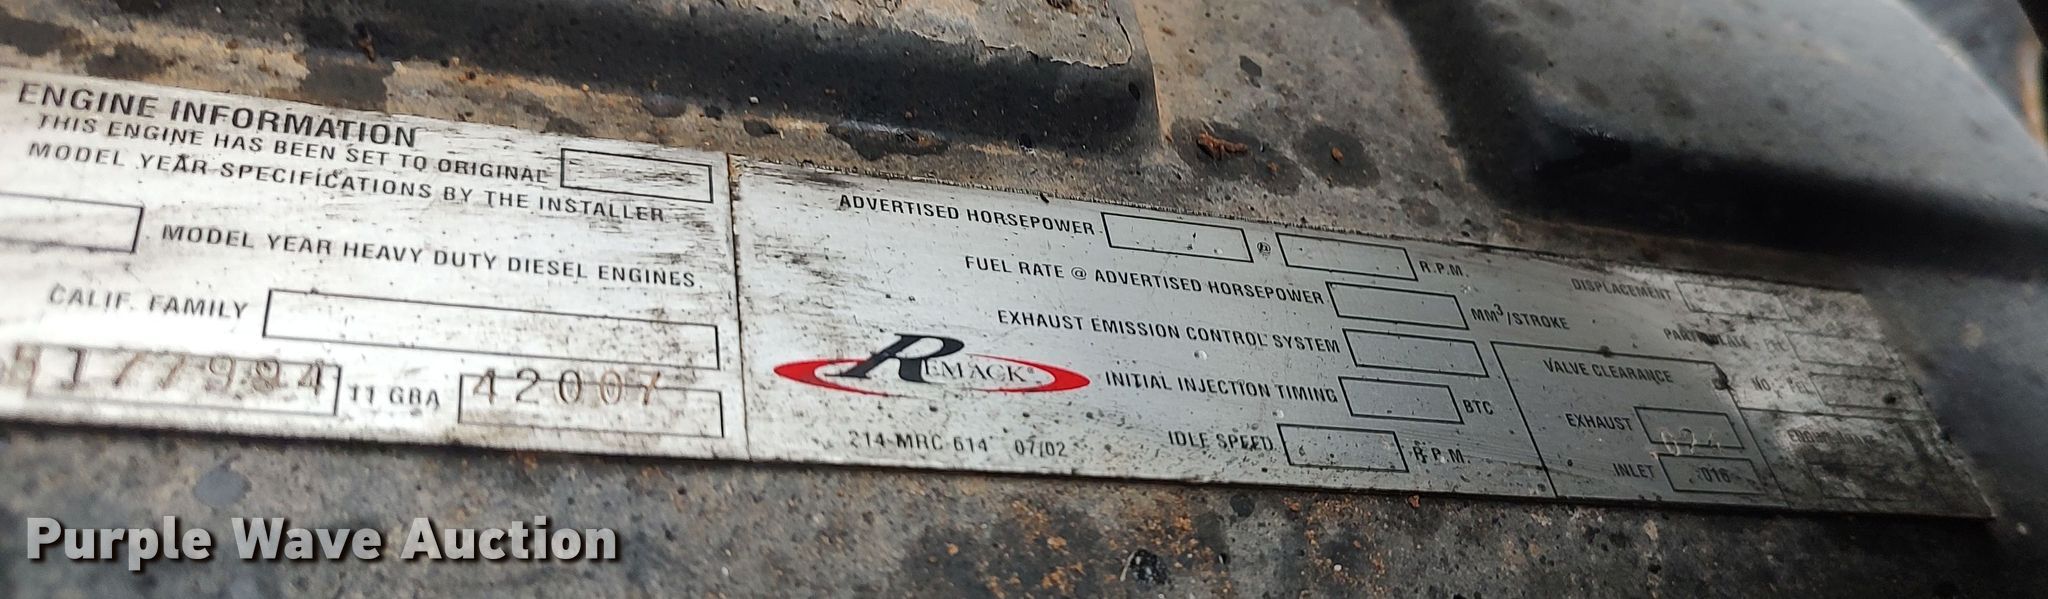 ENGINE INFORMATION
THIS ENGINE HAS BEEN SET TO ORIGINAL
MODEL YEAR SPECIFICATIONS BY THE INSTALLER
MODEL YEAR HEAVY DUTY DIESEL ENGINES.
CALIF. FAMILY
177994 11 GBA 42007
ADVERTISED HORSEPOWER @ R.P.M.
FUEL RATE @ ADVERTISED HORSEPOWER MM³/STROKE
EXHAUST EMISSION CONTROL SYSTEM
INITIAL INJECTION TIMING BTC
IDLE SPEED R.P.M.
REMACK®
214-MRC-614 07/02
DISPLACEMENT
VALVE CLEARANCE
EXHAUST 024
INLET .016
NO.
Purple Wave Auction